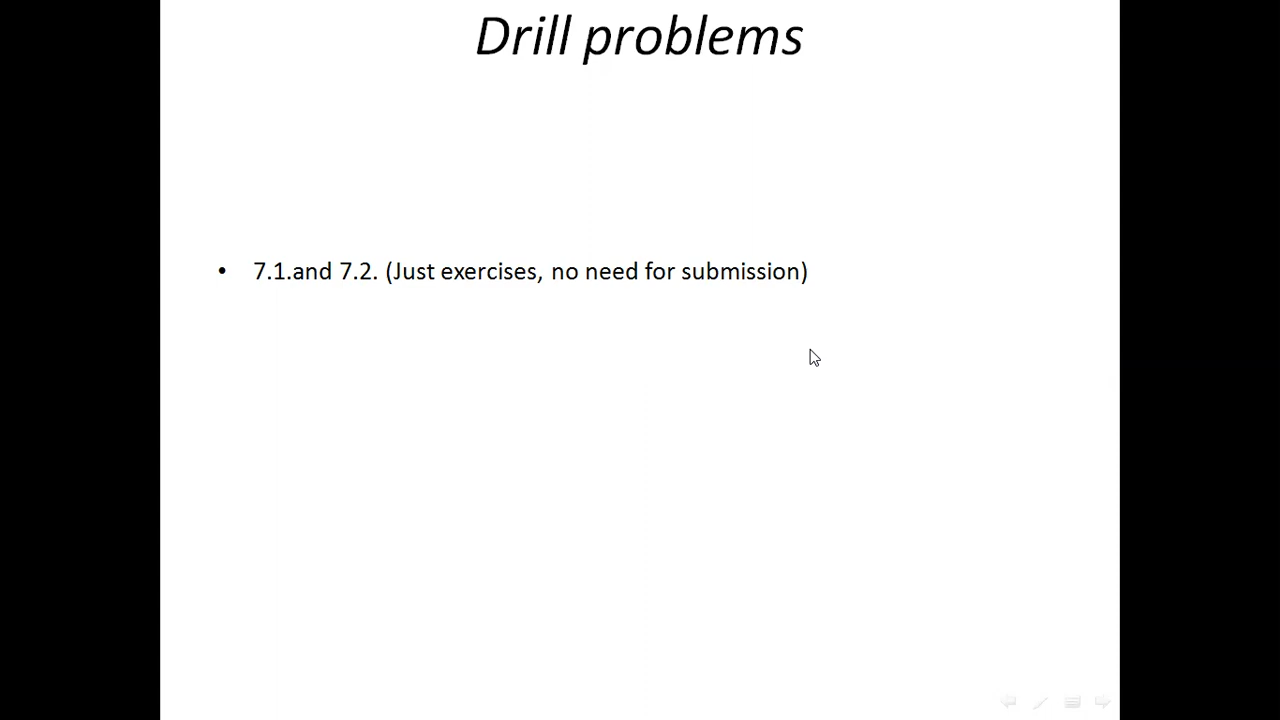 Drill problems
• 7.1.and 7.2. (Just exercises, no need for submission)